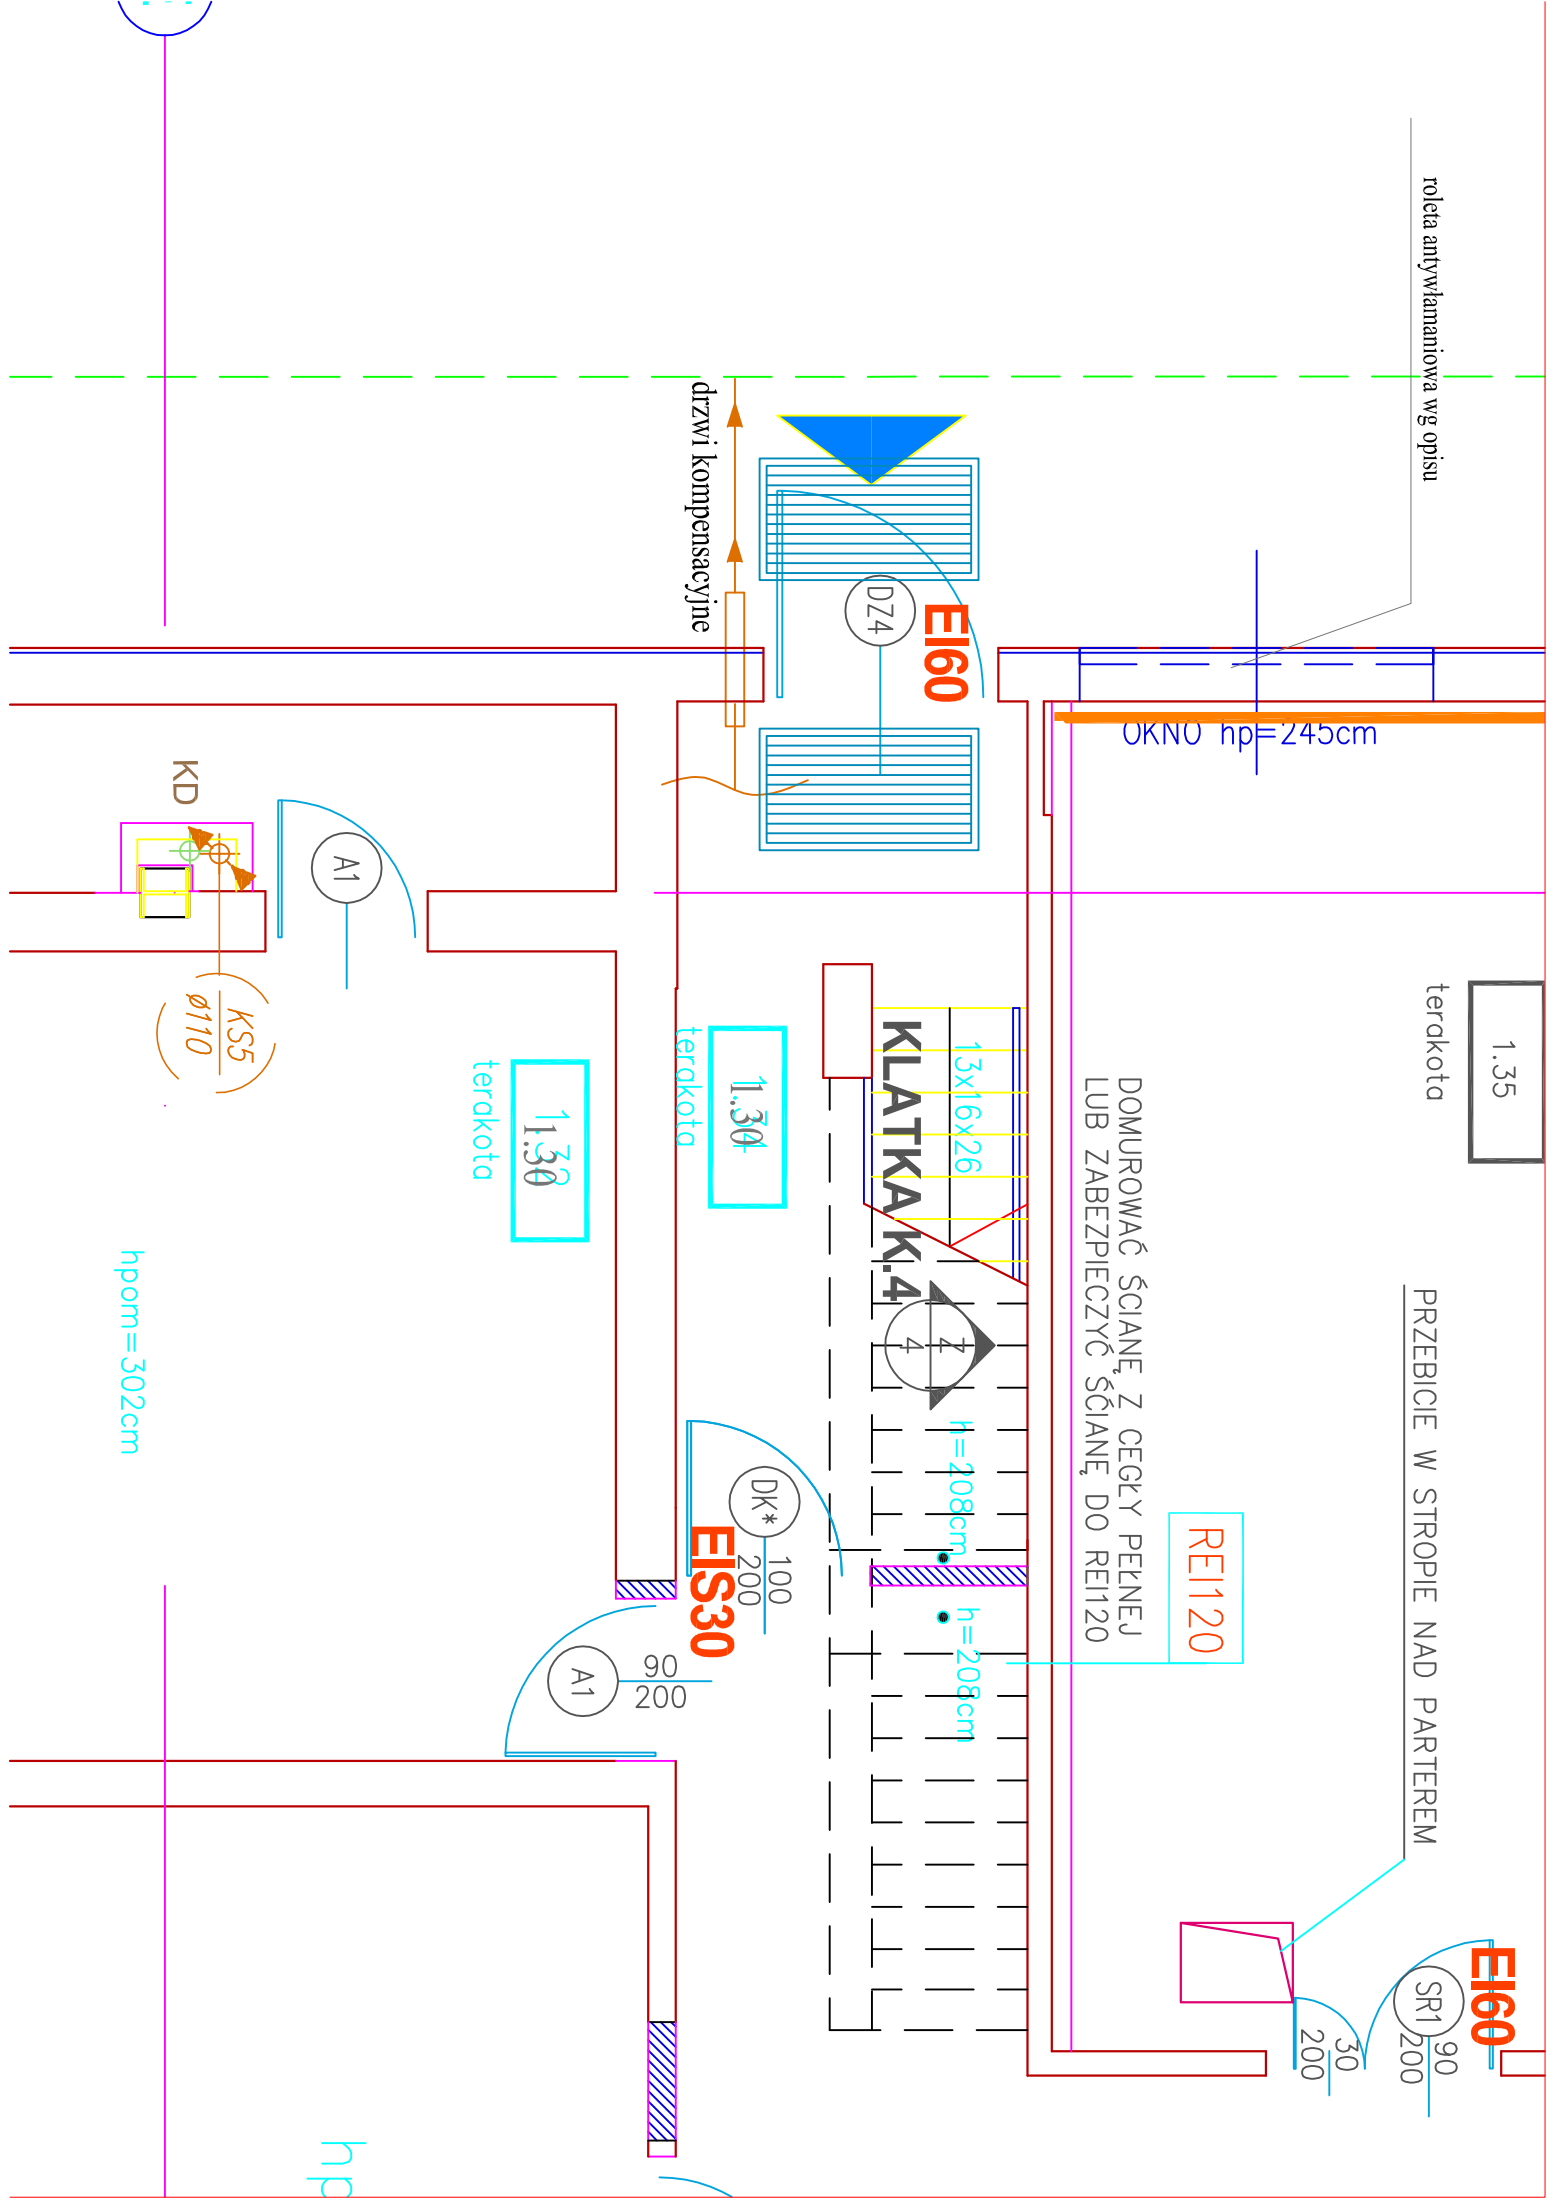 roleta antywłamaniowa wg opisu
drzwi kompensacyjne
EI60
DZ4
OKNO hp=245cm
KD
A1
KS5
ø110
1.35
terakota
1.30
terakota
1.30
terakota
13x16x26
KLATKA K.4
DOMUROWAĆ ŚCIANĘ Z CEGŁY PEŁNEJ
LUB ZABEZPIECZYĆ ŚCIANĘ DO REI120
hpom=302cm
PRZEBICIE W STROPIE NAD PARTEREM
4
h=208cm
h=208cm
REI120
DK*
100
200
EIS30
A1
90
200
EI60
SR1
90
200
30
200
hp